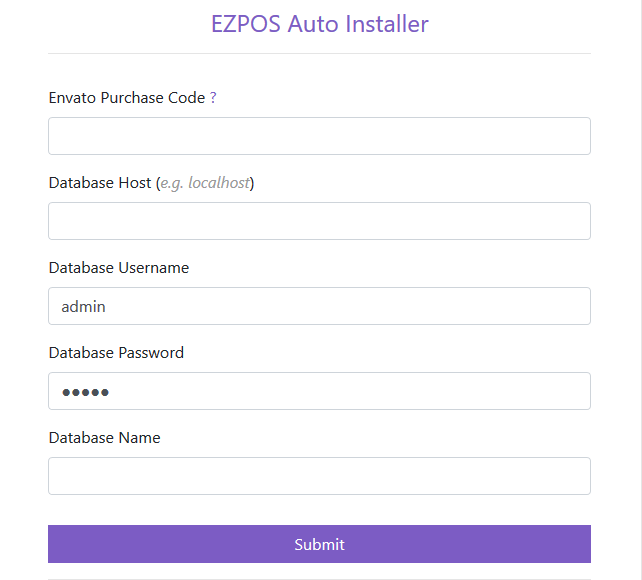 EZPOS Auto Installer
Envato Purchase Code ?
Database Host (e.g. localhost)
Database Username
admin
Database Password
●●●●●
Database Name
Submit